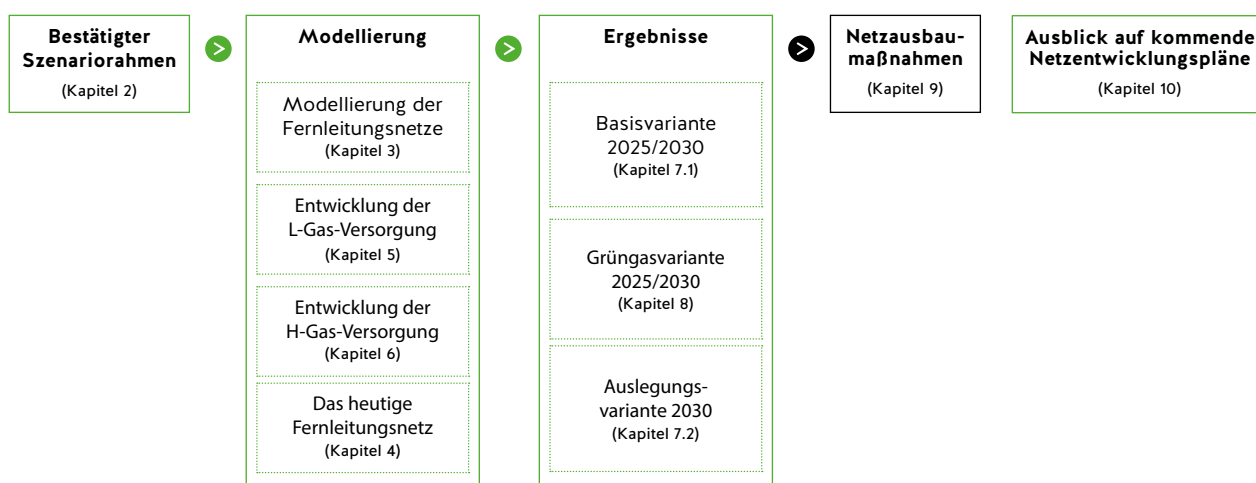 Bestätigter
Szenariorahmen
(Kapitel 2)
>
Modellierung
Modellierung der
Fernleitungsnetze
(Kapitel 3)
Entwicklung der
L-Gas-Versorgung
(Kapitel 5)
Entwicklung der
H-Gas-Versorgung
(Kapitel 6)
Das heutige
Fernleitungsnetz
(Kapitel 4)
>
Ergebnisse
Basisvariante
2025/2030
(Kapitel 7.1)
Grüngasvariante
2025/2030
(Kapitel 8)
Auslegungs-
variante 2030
(Kapitel 7.2)
>
Netzausbau-
maßnahmen
(Kapitel 9)
Ausblick auf kommende
Netzentwicklungspläne
(Kapitel 10)